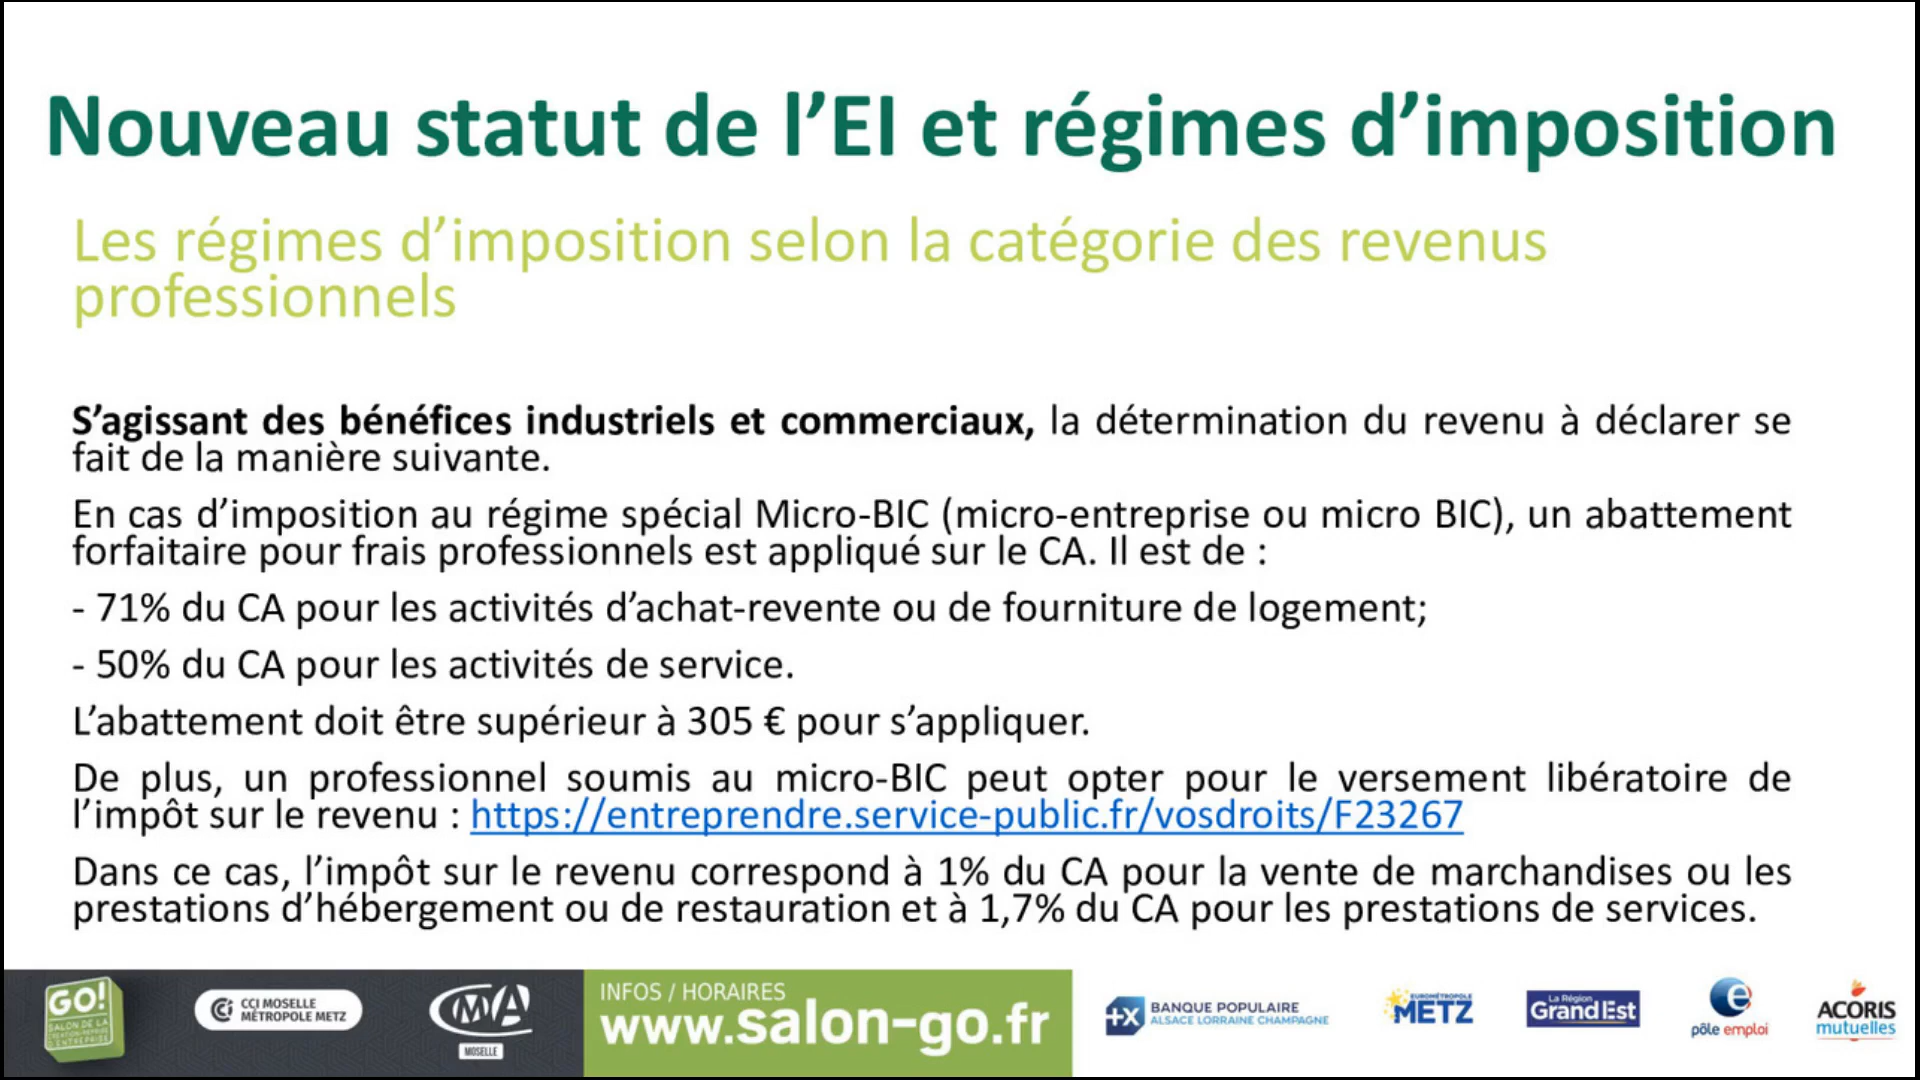 Nouveau statut de l’EI et régimes d’imposition
Les régimes d’imposition selon la catégorie des revenus
professionnels
S’agissant des bénéfices industriels et commerciaux, la détermination du revenu à déclarer se
fait de la manière suivante.
En cas d’imposition au régime spécial Micro-BIC (micro-entreprise ou micro BIC), un abattement
forfaitaire pour frais professionnels est appliqué sur le CA. Il est de :
- 71% du CA pour les activités d’achat-revente ou de fourniture de logement;
- 50% du CA pour les activités de service.
L’abattement doit être supérieur à 305 € pour s’appliquer.
De plus, un professionnel soumis au micro-BIC peut opter pour le versement libératoire de
l’impôt sur le revenu : https://entreprendre.service-public.fr/vosdroits/F23267
Dans ce cas, l’impôt sur le revenu correspond à 1% du CA pour la vente de marchandises ou les
prestations d’hébergement ou de restauration et à 1,7% du CA pour les prestations de services.
GO!
SALON DE LA
CRÉATION-REPRISE
D'ENTREPRISE
CCI MOSELLE
MÉTROPOLE METZ
CMA
MOSELLE
INFOS / HORAIRES
www.salon-go.fr
+X
BANQUE POPULAIRE
ALSACE LORRAINE CHAMPAGNE
EUROMÉTROPOLE
METZ
La Région
Grand Est
pôle emploi
ACORIS
mutuelles